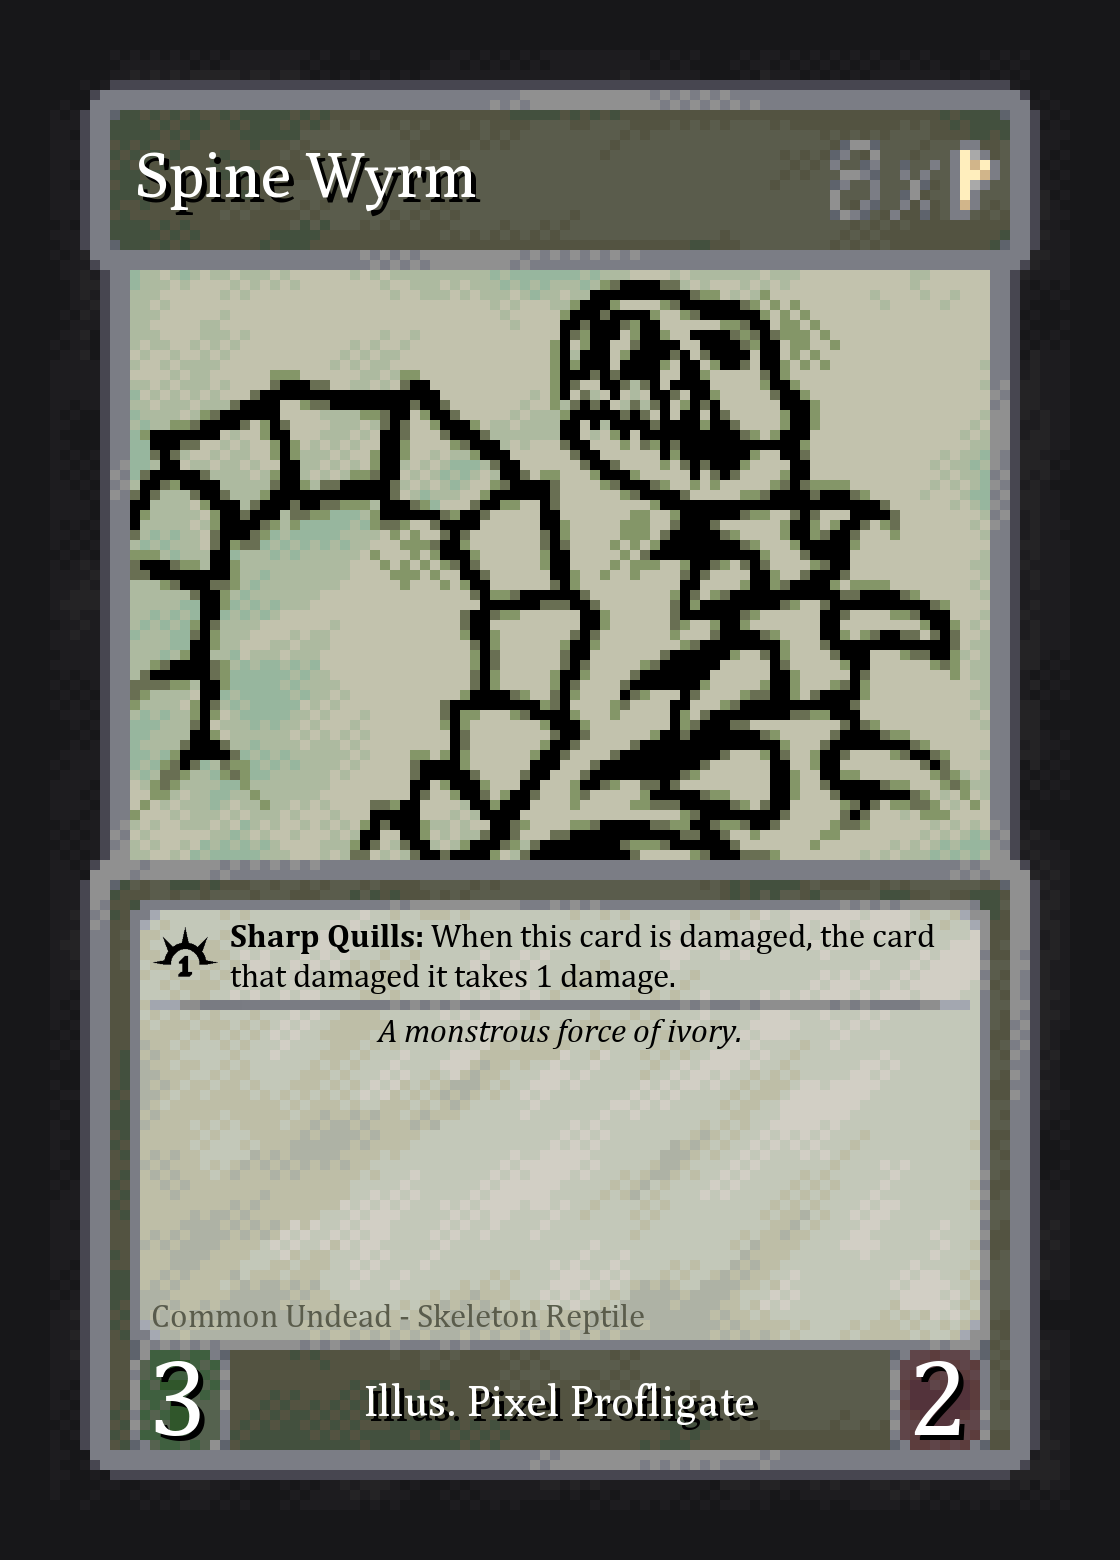 Spine Wyrm 8x
Sharp Quills: When this card is damaged, the card
1
that damaged it takes 1 damage.
A monstrous force of ivory.
Common Undead - Skeleton Reptile
3 Illus. Pixel Profligate 2